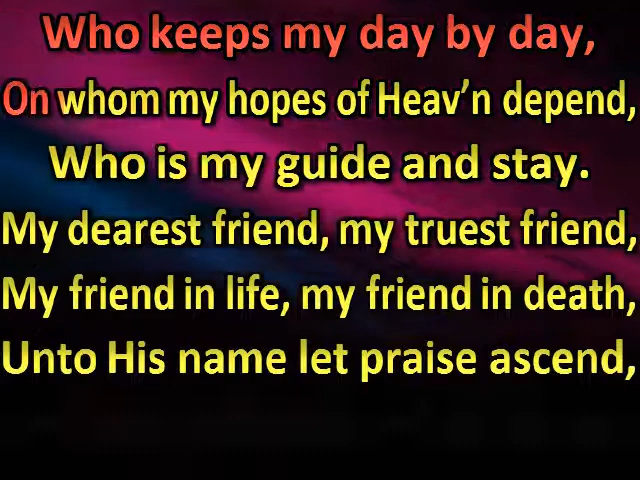 Who keeps my day by day,
On whom my hopes of Heav'n depend,
Who is my guide and stay.
My dearest friend, my truest friend,
My friend in life, my friend in death,
Unto His name let praise ascend,